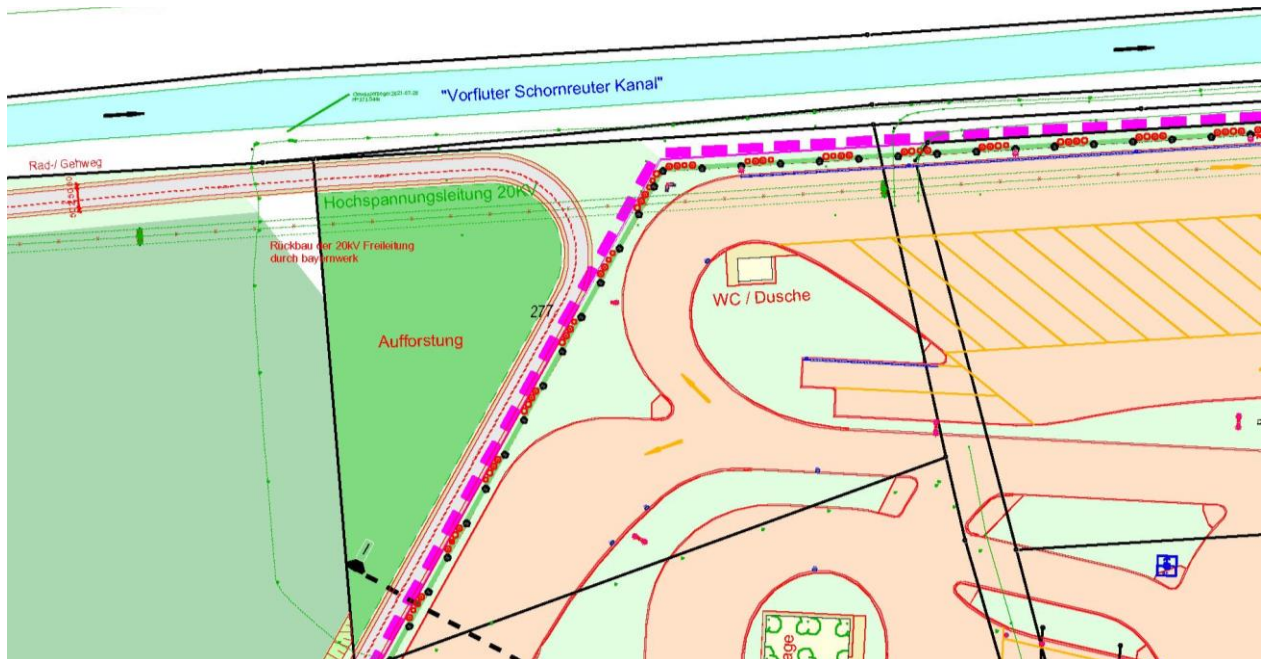 "Vorfluter Schornreuter Kanal"
Rad-/ Gehweg
Hochspannungsleitung 20KV
Rückbau der 20kV Freileitung
durch bayernwerk
WC / Dusche
277
Aufforstung